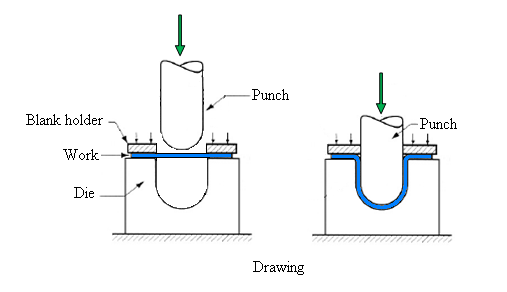 Punch
Blank holder
Work
Die
Punch
Drawing